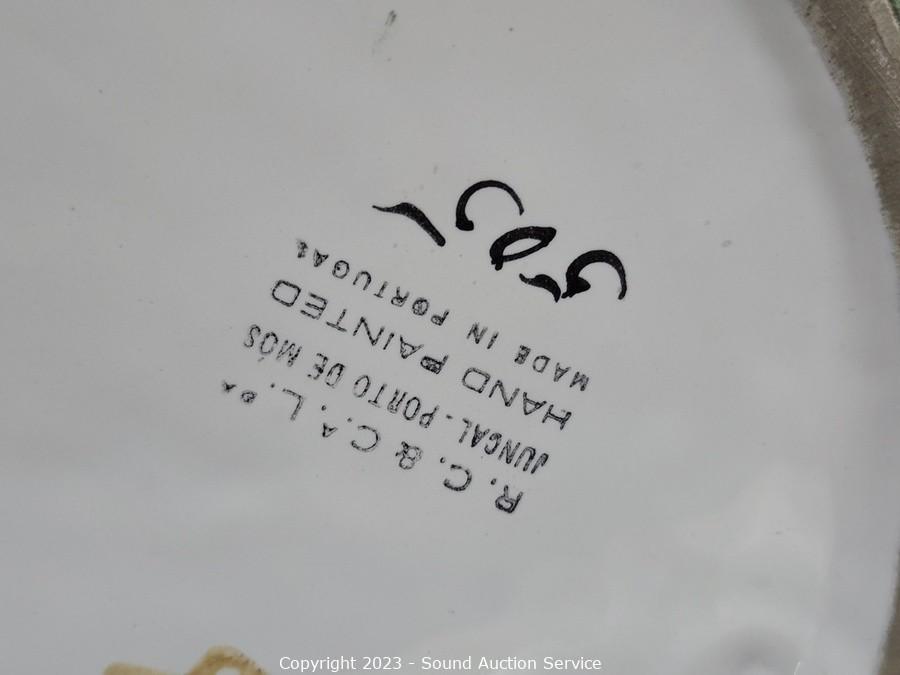 R. C. & C.ᴬ L.ᴰᴬ
JUNCAL - PORTO DE MÓS
HAND PAINTED
MADE IN PORTUGAL
Copyright 2023 - Sound Auction Service